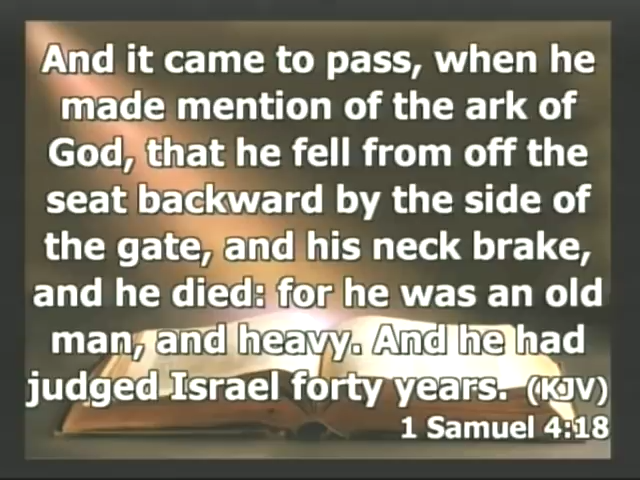 And it came to pass, when he
made mention of the ark of
God, that he fell from off the
seat backward by the side of
the gate, and his neck brake,
and he died: for he was an old
man, and heavy. And he had
judged Israel forty years. (KJV)
1 Samuel 4:18